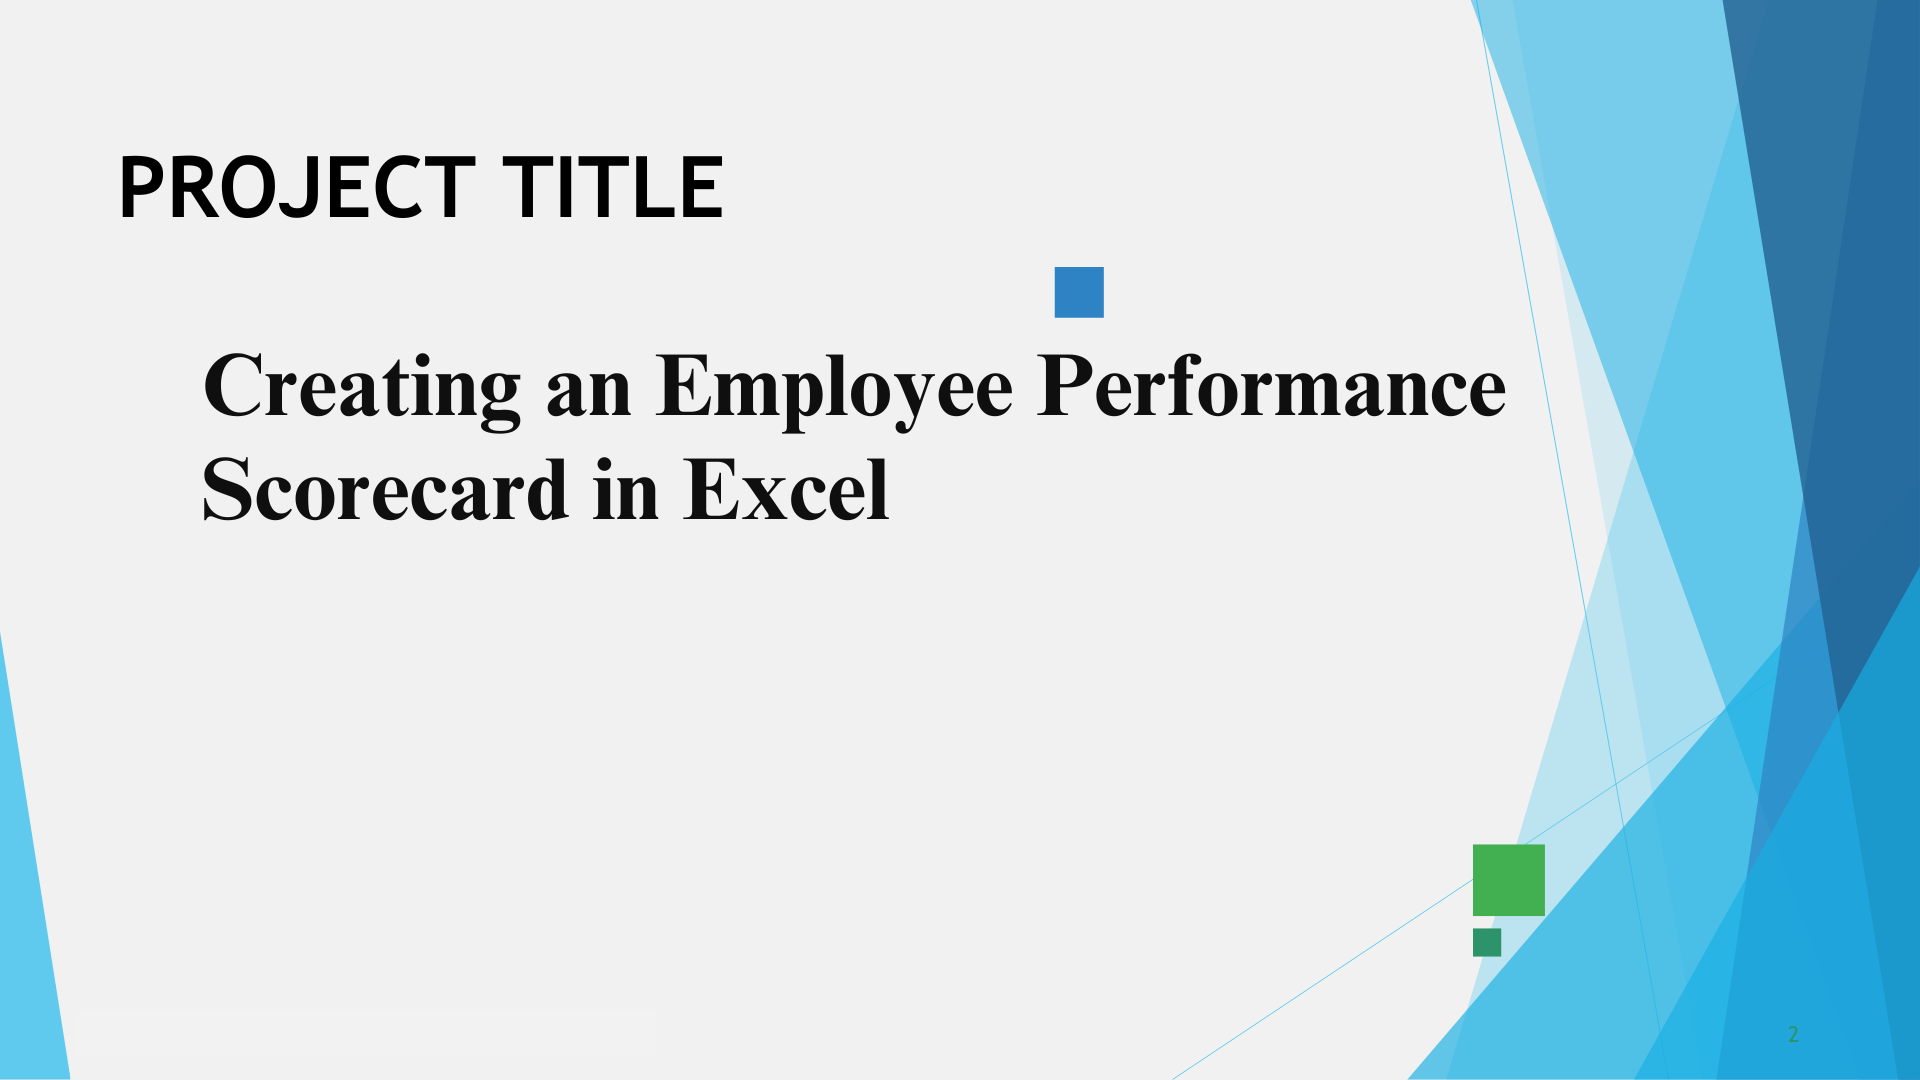 PROJECT TITLE
Creating an Employee Performance
Scorecard in Excel
2